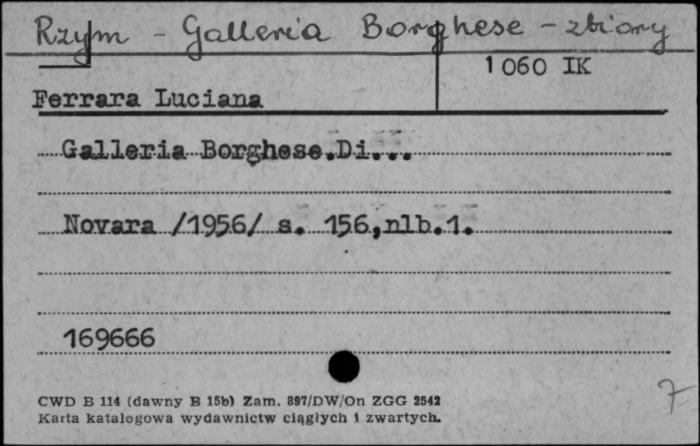 Rzym - Galleria Borghese - zbiory
1060 IK
Ferrara Luciana
Galleria Borghese.Di...
Novara /1956/ s. 156,nlb.1.
169666
CWD B 114 (dawny B 15b) Zam. 897/DW/On ZGG 2542
Karta katalogowa wydawnictw ciągłych i zwartych.